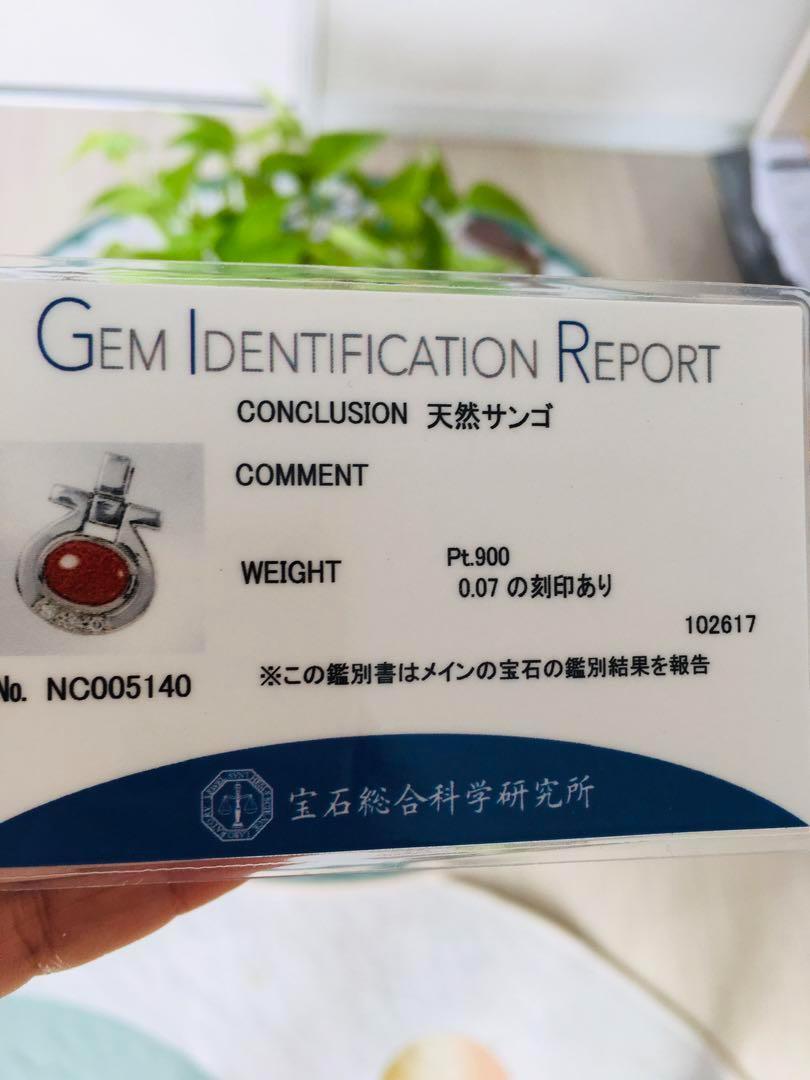 GEM IDENTIFICATION REPORT
CONCLUSION 天然サンゴ
COMMENT
WEIGHT Pt.900
0.07 の刻印あり
102617
No. NC005140
※この鑑別書はメインの宝石の鑑別結果を報告
宝石総合科学研究所